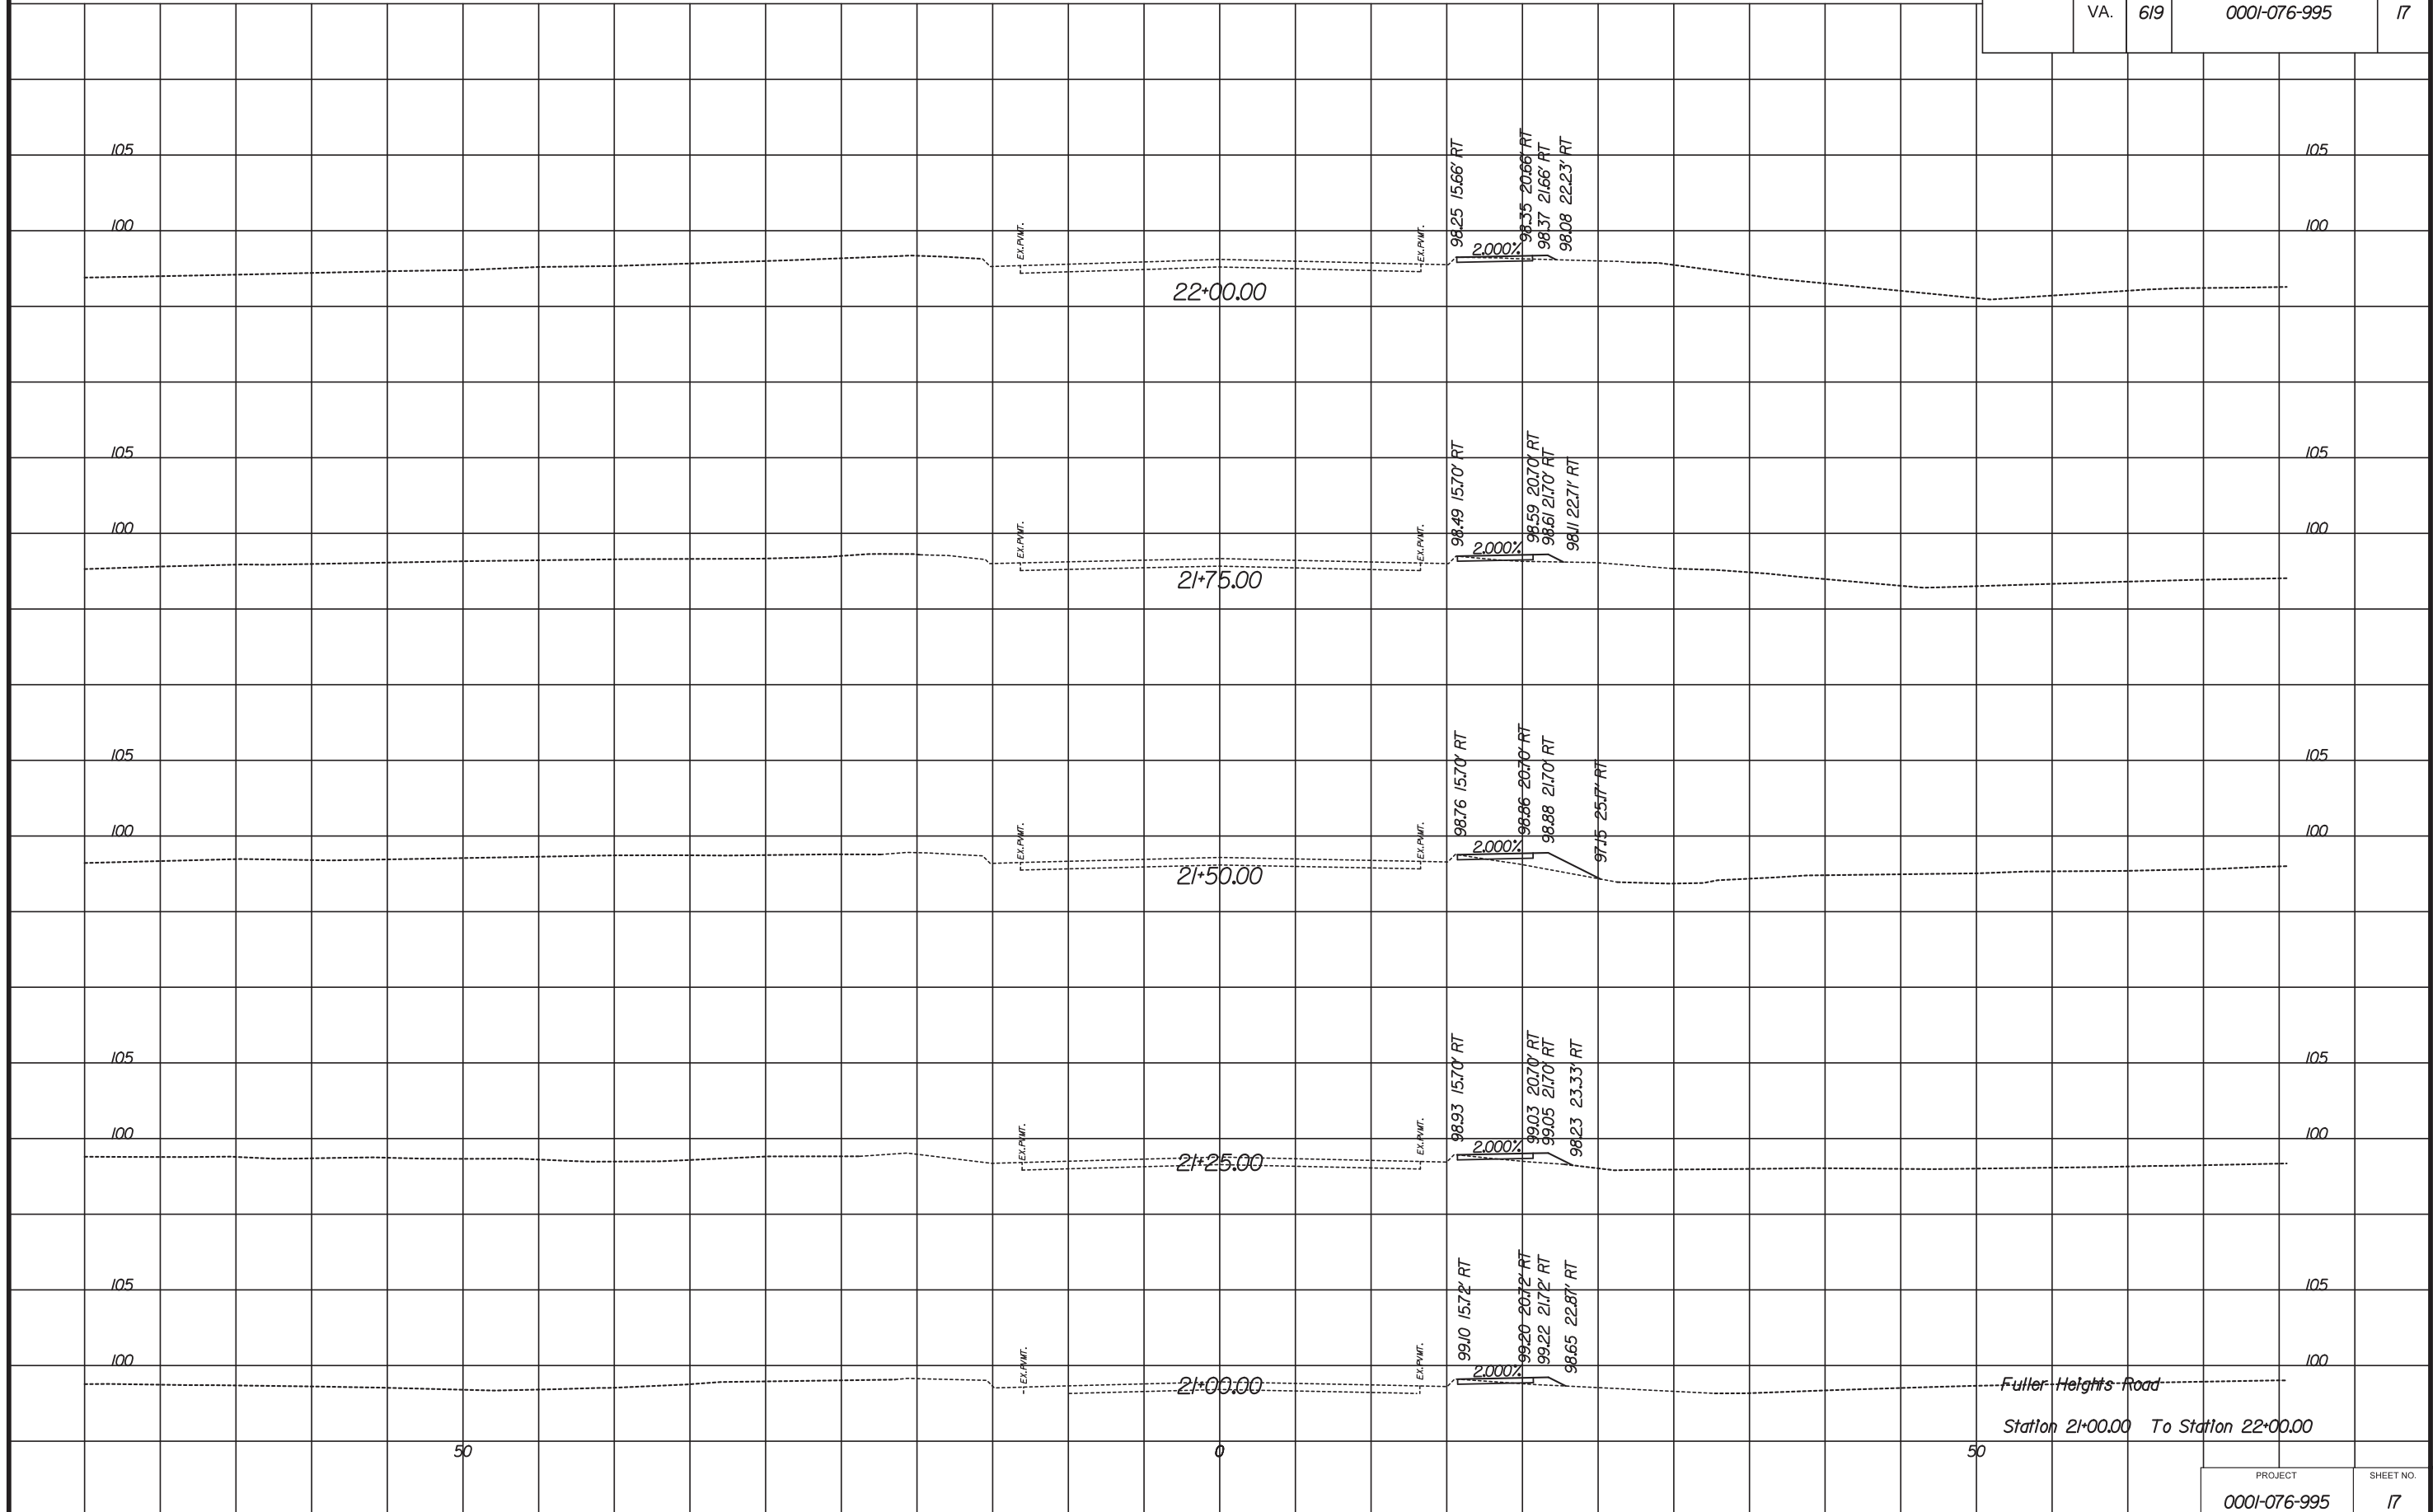 VA. 619 0001-076-995 17
105 105
98.25 15.66' RT
98.35 20.66' RT
98.37 21.66' RT
98.08 22.23' RT
100 100
EX.PVMT. EX.PVMT.
2.000%
22+00.00
105 105
98.49 15.70' RT
98.59 20.70' RT
98.61 21.70' RT
98.11 22.71' RT
100 100
EX.PVMT. EX.PVMT.
2.000%
21+75.00
105 105
98.76 15.70' RT
98.86 20.70' RT
98.88 21.70' RT
97.15 25.17' RT
100 100
EX.PVMT. EX.PVMT.
2.000%
21+50.00
105 105
98.93 15.70' RT
99.03 20.70' RT
99.05 21.70' RT
98.23 23.33' RT
100 100
EX.PVMT. EX.PVMT.
2.000%
21+25.00
105 105
99.10 15.72' RT
99.20 20.72' RT
99.22 21.72' RT
98.65 22.87' RT
100 100
EX.PVMT. EX.PVMT.
2.000%
21+00.00
Fuller Heights Road
Station 21+00.00 To Station 22+00.00
50 0 50
PROJECT SHEET NO.
0001-076-995 17